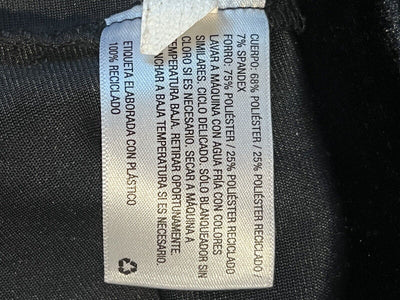 CUERPO: 68% POLIÉSTER / 25% POLIÉSTER RECICLADO /
7% SPANDEX
FORRO: 75% POLIÉSTER / 25% POLIÉSTER RECICLADO
LAVAR A MÁQUINA CON AGUA FRÍA CON COLORES
SIMILARES. CICLO DELICADO. SÓLO BLANQUEADOR SIN
CLORO SI ES NECESARIO. SECAR A MÁQUINA A
TEMPERATURA BAJA. RETIRAR OPORTUNAMENTE.
NCHAR A BAJA TEMPERATURA SI ES NECESARIO.
ETIQUETA ELABORADA CON PLÁSTICO
100% RECICLADO